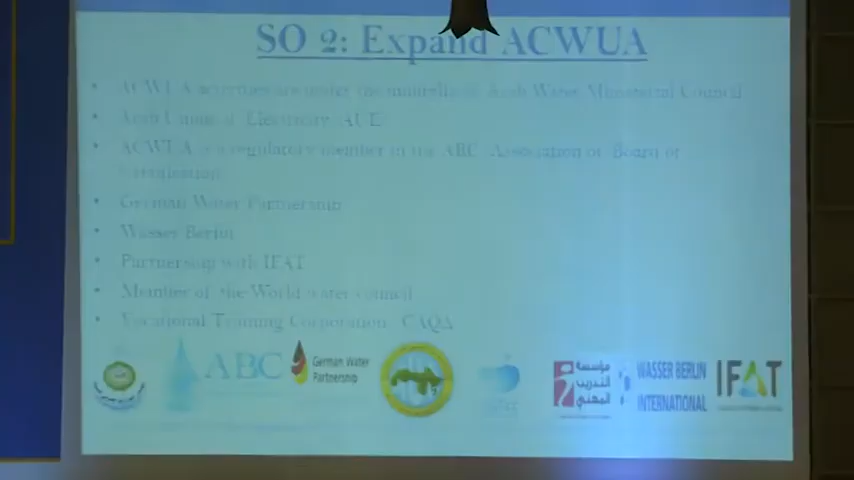 SO 2: Expand ACWUA
ACWUA activities are under the umbrella of Arab Water Ministerial Council
Arab Union of Electricity AUE
ACWUA is a regulatory member in the ABC Association of Board of
Certification
German Water Partnership
Wasser Berlin
Partnership with IFAT
Member of the World water council
Vocational Training Corporation CAQA
ABC
German Water
Partnership
مؤسسة
التدريب
المهني
WASSER BERLIN
INTERNATIONAL
IFAT